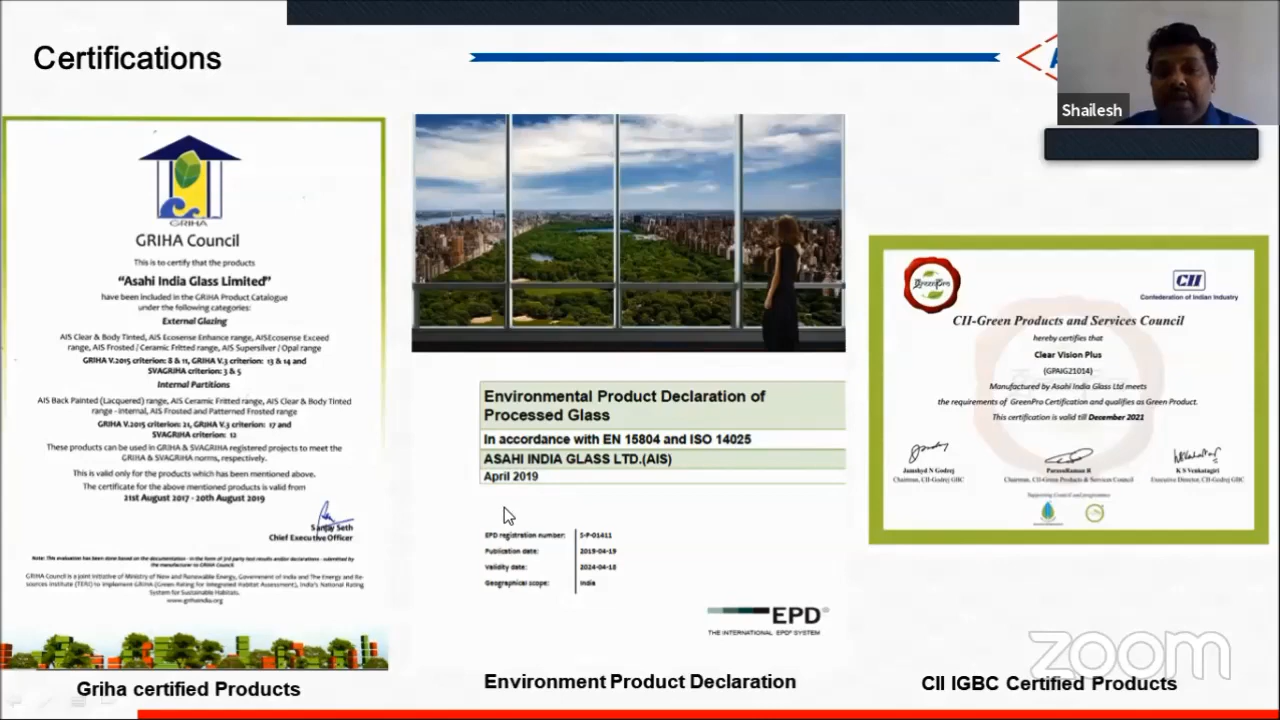 Certifications
Shailesh
GRIHA
GRIHA Council
This is to certify that the products
"Asahi India Glass Limited"
have been included in the GRIHA Product Catalogue
under the following categories:
External Glazing
AIS Clear & Body Tinted, AIS Ecosense Enhance range, AISEcosense Exceed
range, AIS Frosted / Ceramic Fritted range, AIS Supersilver / Opal range
GRIHA V.2015 criterion: 8 & 11, GRIHA V.3 criterion: 13 & 14 and
SVAGRIHA criterion: 3 & 5
Internal Partitions
AIS Back Painted (Lacquered) range, AIS Ceramic Fritted range, AIS Clear & Body Tinted
range - internal, AIS Frosted and Patterned Frosted range
GRIHA V.2015 criterion: 21, GRIHA V.3 criterion: 17 and
SVAGRIHA criterion: 12
These products can be used in GRIHA & SVAGRIHA registered projects to meet the
GRIHA & SVAGRIHA norms, respectively.
This is valid only for the products which has been mentioned above.
The certificate for the above mentioned products is valid from
21st August 2017 - 20th August 2019
Sanjay Seth
Chief Executive Officer
Note: This evaluation has been done based on the documentation - in the form of 3rd party test results and/or declarations - submitted by
the manufacturer to GRIHA Council
GRIHA Council is a joint initiative of Ministry of New and Renewable Energy, Government of India and The Energy and Re-
sources Institute (TERI) to implement GRIHA (Green Rating for Integrated Habitat Assessment), India's National Rating
System for Sustainable Habitats.
www.grihaindia.org
Griha certified Products
Environmental Product Declaration of
Processed Glass
In accordance with EN 15804 and ISO 14025
ASAHI INDIA GLASS LTD.(AIS)
April 2019
EPD registration number: S-P-01411
Publication date: 2019-04-19
Validity date: 2024-04-18
Geographical scope: India
EPD®
THE INTERNATIONAL EPD® SYSTEM
Environment Product Declaration
GreenPro
CII
Confederation of Indian Industry
CII-Green Products and Services Council
hereby certifies that
Clear Vision Plus
(GPAIG21014)
Manufactured by Asahi India Glass Ltd meets
the requirements of GreenPro Certification and qualifies as Green Product.
This certification is valid till December 2021
Jamshyd N Godrej
Chairman, CII-Godrej GBC
ParasuRaman R
Chairman, CII-Green Products & Services Council
K S Venkatagiri
Executive Director, CII-Godrej GBC
CII IGBC Certified Products
zoom